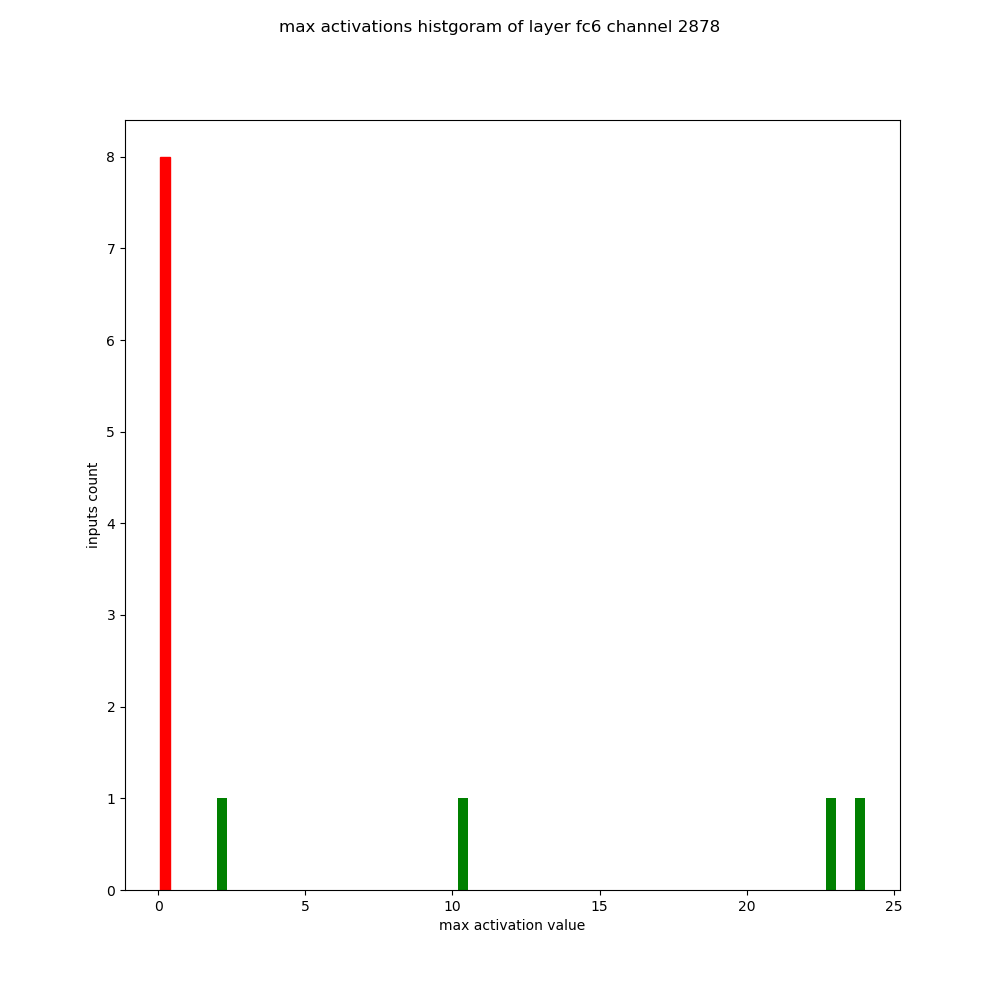 max activations histgoram of layer fc6 channel 2878
8
7
6
5
4
3
2
1
0
inputs count
0 5 10 15 20 25
max activation value